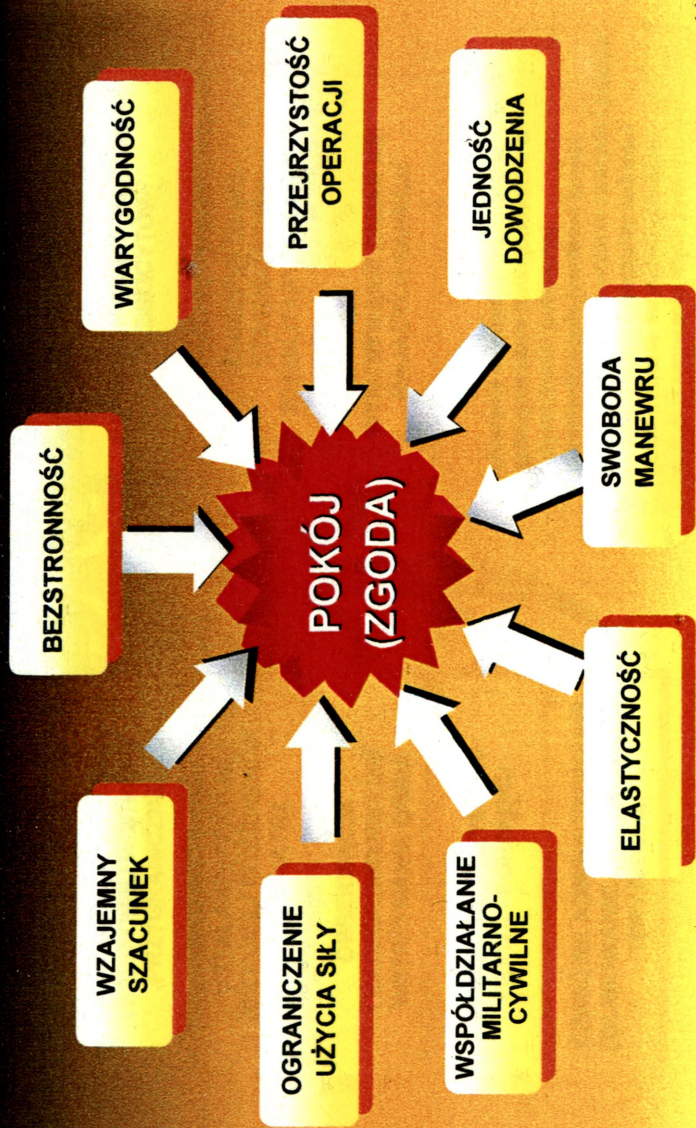 BEZSTRONNOŚĆ
WZAJEMNY
SZACUNEK
WIARYGODNOŚĆ
OGRANICZENIE
UŻYCIA SIŁY
POKÓJ
(ZGODA)
PRZEJRZYSTOŚĆ
OPERACJI
WSPÓŁDZIAŁANIE
MILITARNO-
CYWILNE
JEDNOŚĆ
DOWODZENIA
ELASTYCZNOŚĆ
SWOBODA
MANEWRU